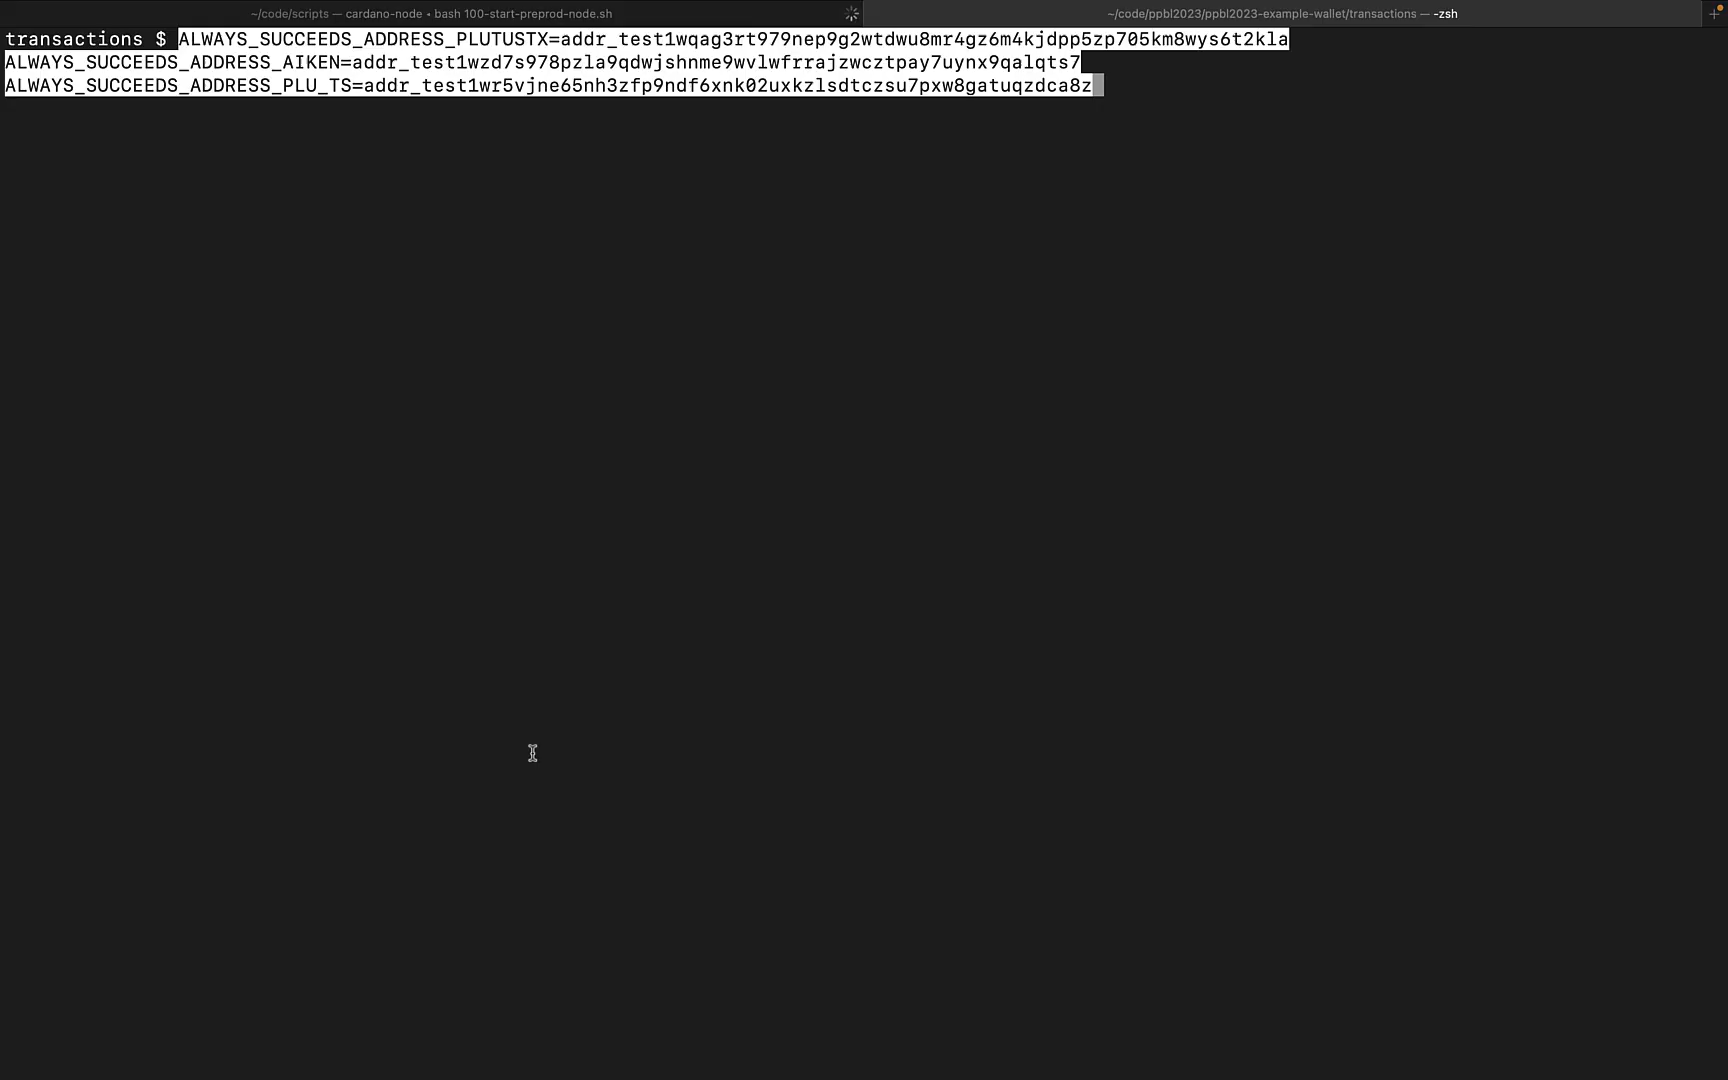 ~/code/scripts — cardano-node • bash 100-start-preprod-node.sh
~/code/ppbl2023/ppbl2023-example-wallet/transactions — -zsh
transactions $ ALWAYS_SUCCEEDS_ADDRESS_PLUTUSTX=addr_test1wqag3rt979nep9g2wtdwu8mr4gz6m4kjdpp5zp705km8wys6t2kla
ALWAYS_SUCCEEDS_ADDRESS_AIKEN=addr_test1wzd7s978pzla9qdwjshnme9wvlwfrrajzwcztpay7uynx9qalqts7
ALWAYS_SUCCEEDS_ADDRESS_PLU_TS=addr_test1wr5vjne65nh3zfp9ndf6xnk02uxkzlsdtczsu7pxw8gatuqzdca8z